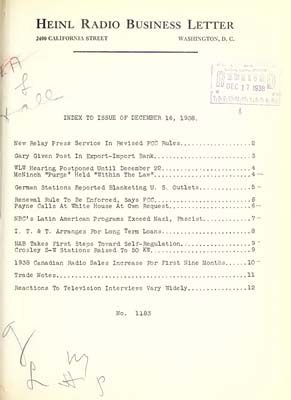 HEINL RADIO BUSINESS LETTER
2400 CALIFORNIA STREET WASHINGTON, D. C.
DEC 17 1938
INDEX TO ISSUE OF DECEMBER 16, 1938.
New Relay Press Service In Revised FCC Rules....................2
Gary Given Post In Export-Import Bank...........................3
WLW Hearing Postponed Until December 22.........................4
McNinch "Purge" Held "Within The Law"...........................4
German Stations Reported Blanketing U. S. Outlets...............5
Renewal Rule To Be Enforced, Says FCC...........................6
Payne Calls At White House At Own Request.......................6
NBC's Latin American Programs Exceed Nazi, Fascist..............7
I. T. & T. Arranges For Long Term Loans.........................8
NAB Takes First Steps Toward Self-Regulation....................9
Crosley S-W Stations Raised To 50 KW............................9
1938 Canadian Radio Sales Increase For First Nine Months.......10
Trade Notes....................................................11
Reactions To Television Interviews Vary Widely.................12
No. 1183